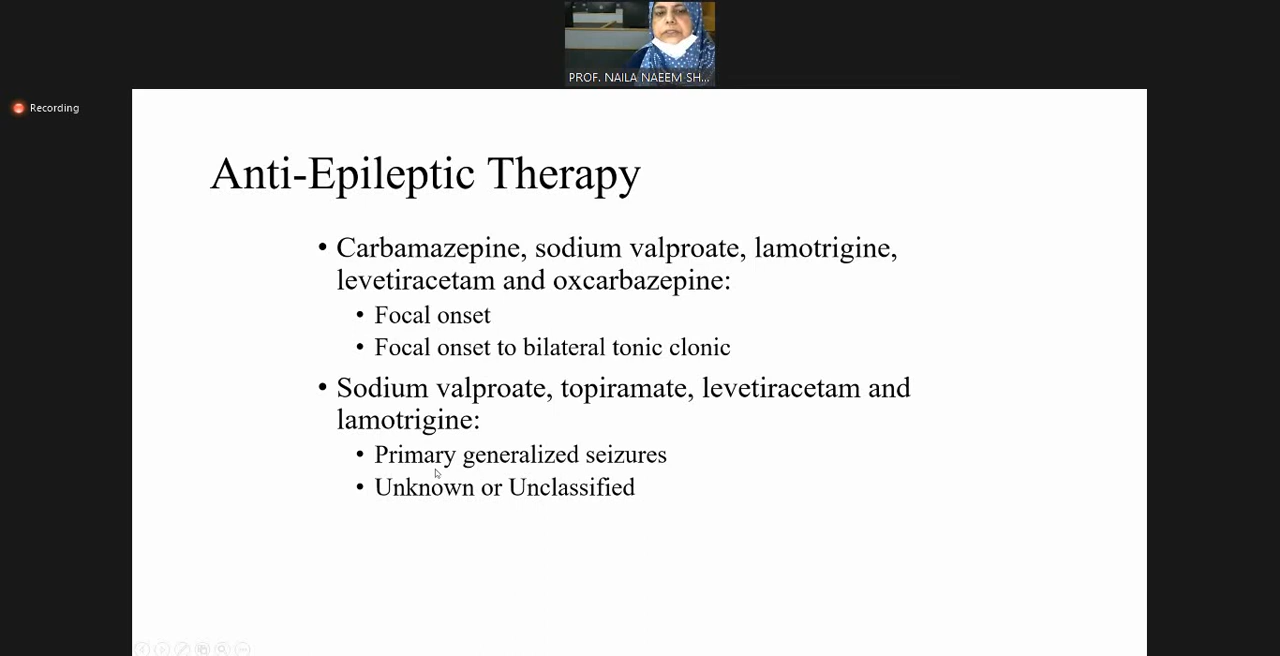 PROF. NAILA NAEEM SH...
Recording
Anti-Epileptic Therapy
• Carbamazepine, sodium valproate, lamotrigine,
levetiracetam and oxcarbazepine:
• Focal onset
• Focal onset to bilateral tonic clonic
• Sodium valproate, topiramate, levetiracetam and
lamotrigine:
• Primary generalized seizures
• Unknown or Unclassified